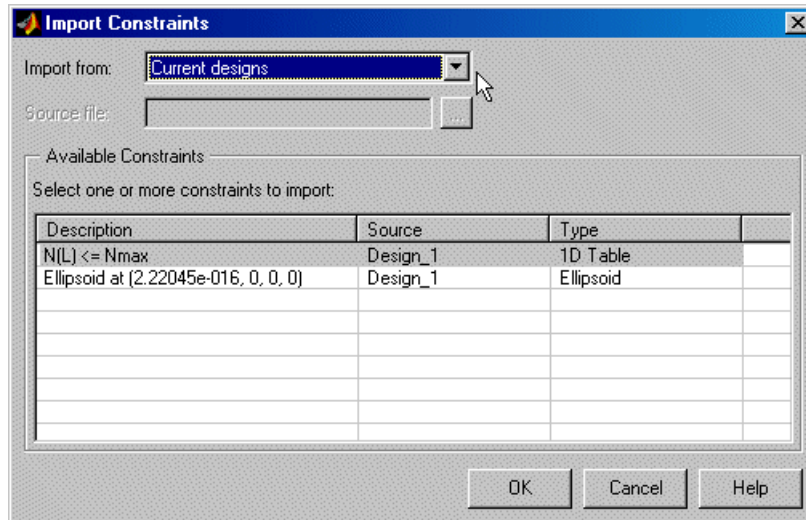 Import Constraints
Import from: Current designs
Source file: ...
Available Constraints
Select one or more constraints to import:
Description Source Type
N(L) <= Nmax Design_1 1D Table
Ellipsoid at (2.22045e-016, 0, 0, 0) Design_1 Ellipsoid
OK Cancel Help